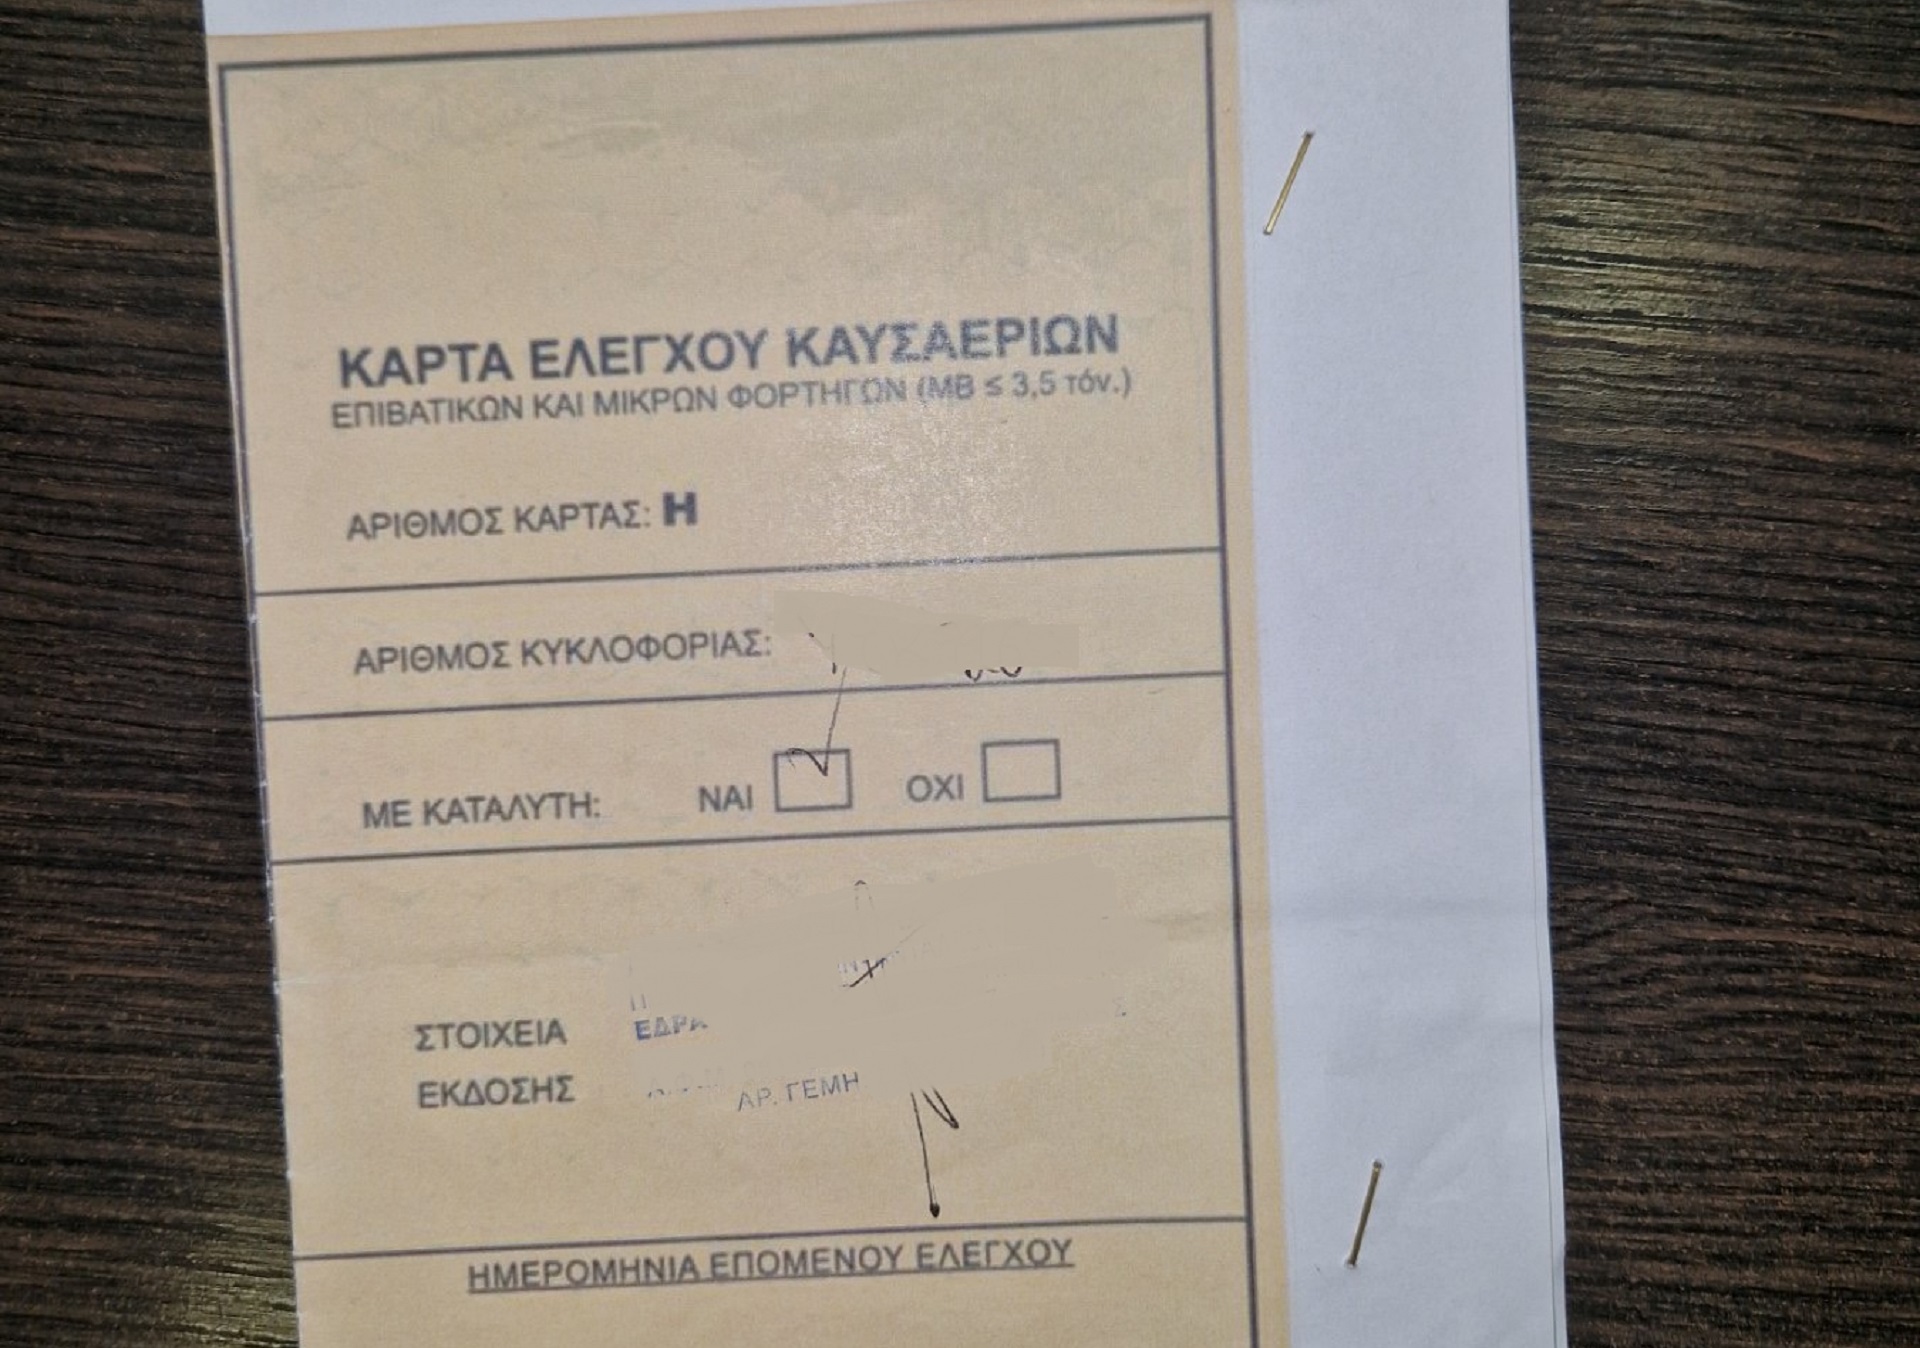 ΚΑΡΤΑ ΕΛΕΓΧΟΥ ΚΑΥΣΑΕΡΙΩΝ
ΕΠΙΒΑΤΙΚΩΝ ΚΑΙ ΜΙΚΡΩΝ ΦΟΡΤΗΓΩΝ (ΜΒ ≤ 3,5 τόν.)
ΑΡΙΘΜΟΣ ΚΑΡΤΑΣ: Η
ΑΡΙΘΜΟΣ ΚΥΚΛΟΦΟΡΙΑΣ:
ΜΕ ΚΑΤΑΛΥΤΗ: ΝΑΙ ΟΧΙ
ΣΤΟΙΧΕΙΑ ΕΔΡΑ
ΕΚΔΟΣΗΣ ΑΡ. ΓΕΜΗ
ΗΜΕΡΟΜΗΝΙΑ ΕΠΟΜΕΝΟΥ ΕΛΕΓΧΟΥ